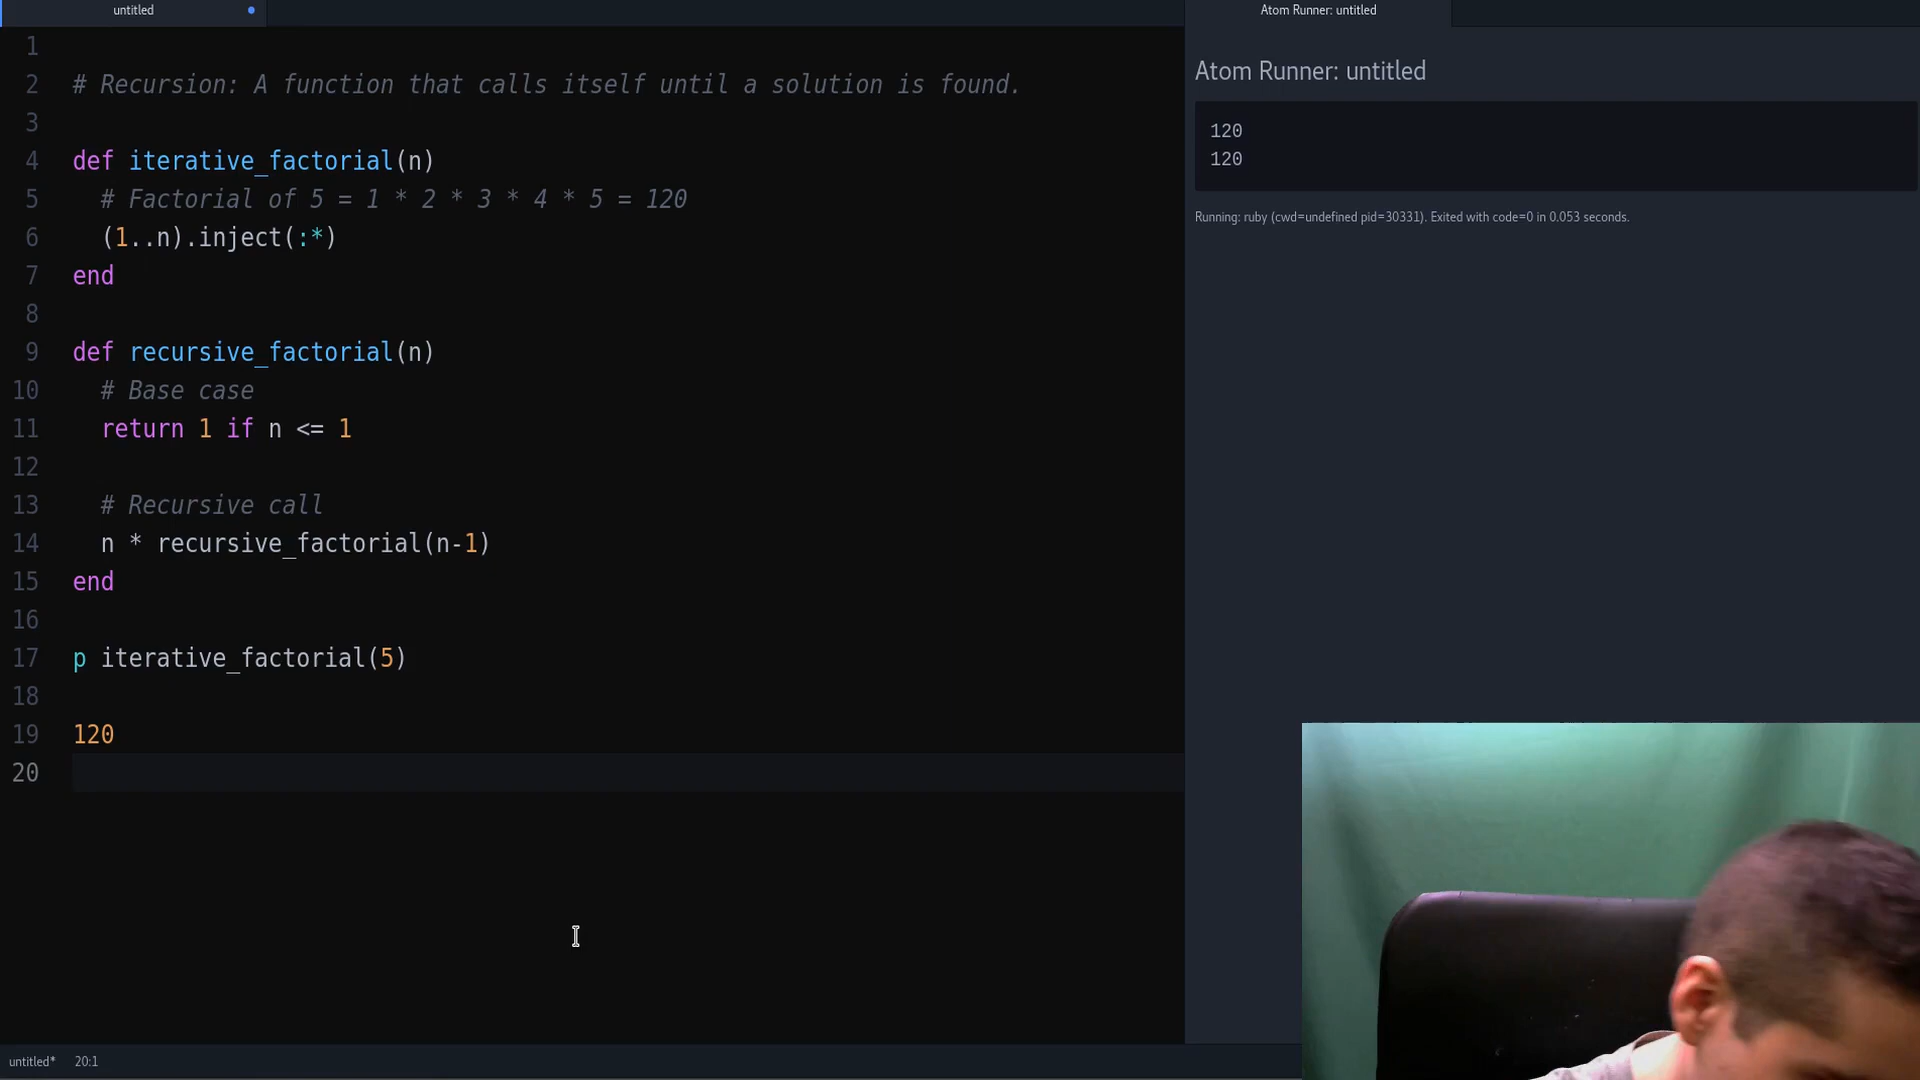 untitled
Atom Runner: untitled
1
2 # Recursion: A function that calls itself until a solution is found.
3
4 def iterative_factorial(n)
5   # Factorial of 5 = 1 * 2 * 3 * 4 * 5 = 120
6   (1..n).inject(:*)
7 end
8
9 def recursive_factorial(n)
10   # Base case
11   return 1 if n <= 1
12
13   # Recursive call
14   n * recursive_factorial(n-1)
15 end
16
17 p iterative_factorial(5)
18
19 120
20
untitled* 20:1
Atom Runner: untitled
120
120
Running: ruby (cwd=undefined pid=30331). Exited with code=0 in 0.053 seconds.